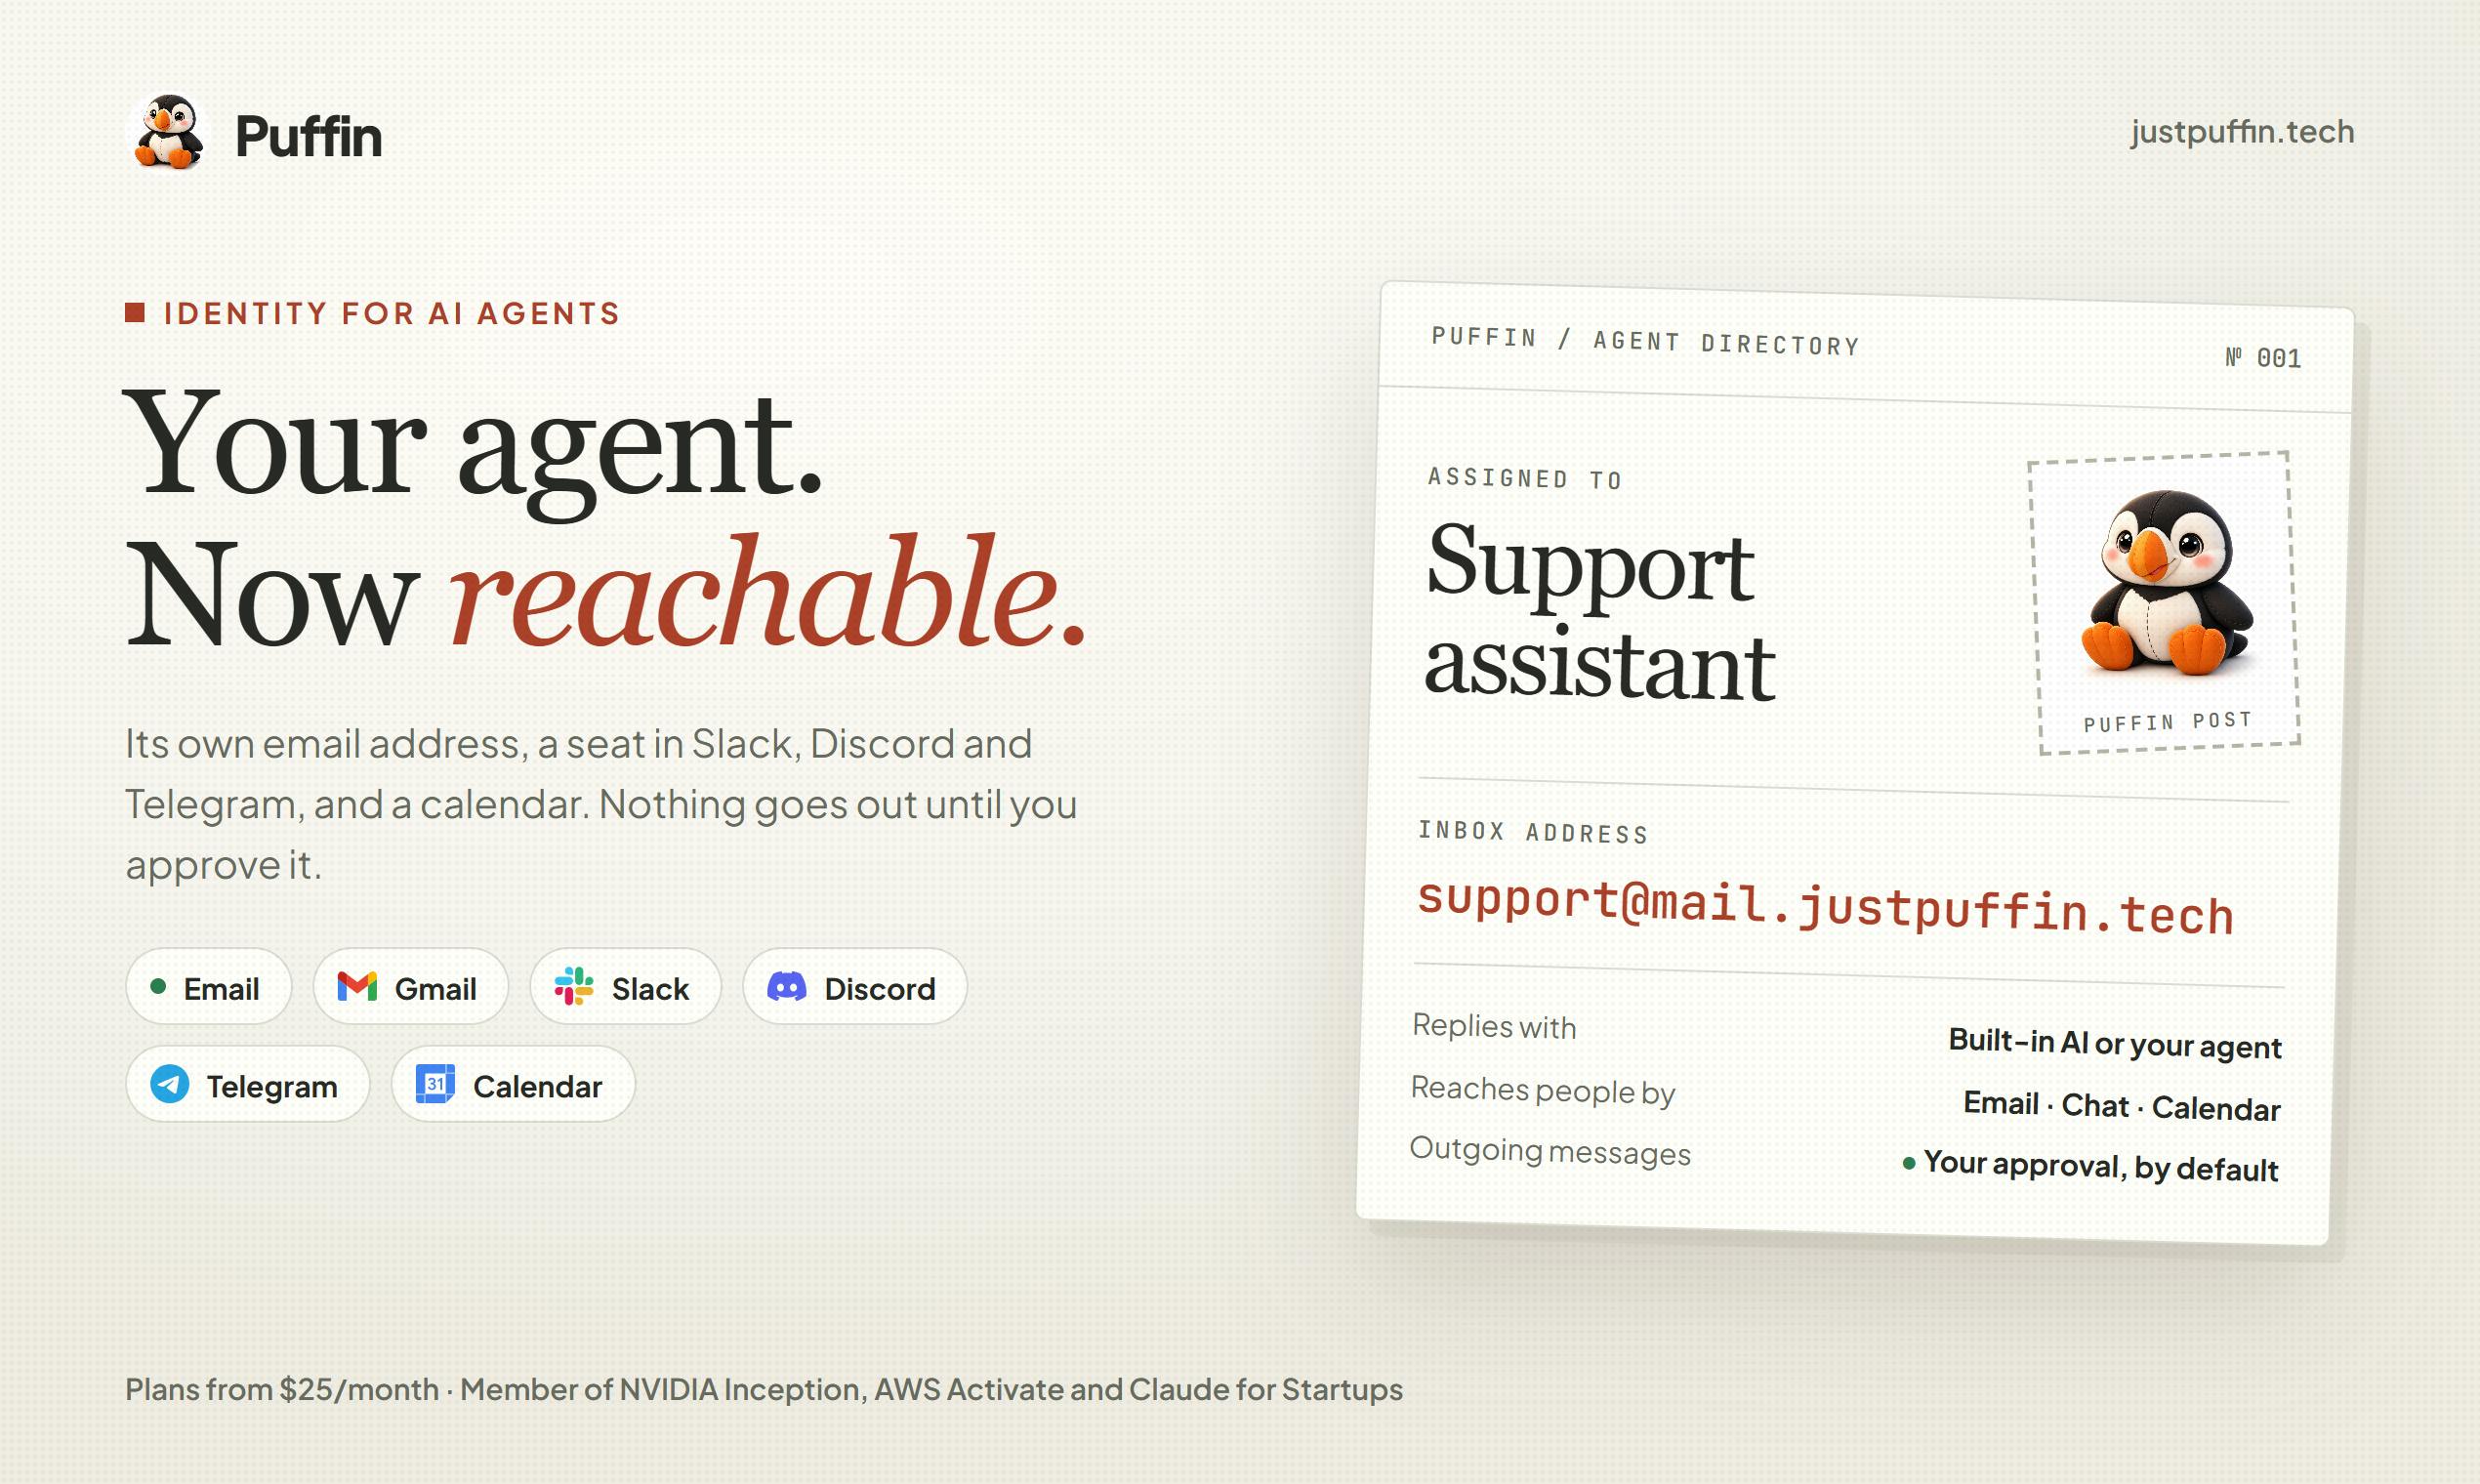 Puffin
justpuffin.tech
IDENTITY FOR AI AGENTS
Your agent.
Now reachable.
Its own email address, a seat in Slack, Discord and
Telegram, and a calendar. Nothing goes out until you
approve it.
Email
Gmail
Slack
Discord
Telegram
31
Calendar
PUFFIN / AGENT DIRECTORY
№ 001
ASSIGNED TO
Support
assistant
PUFFIN POST
INBOX ADDRESS
support@mail.justpuffin.tech
Replies with
Built-in AI or your agent
Reaches people by
Email · Chat · Calendar
Outgoing messages
Your approval, by default
Plans from $25/month · Member of NVIDIA Inception, AWS Activate and Claude for Startups